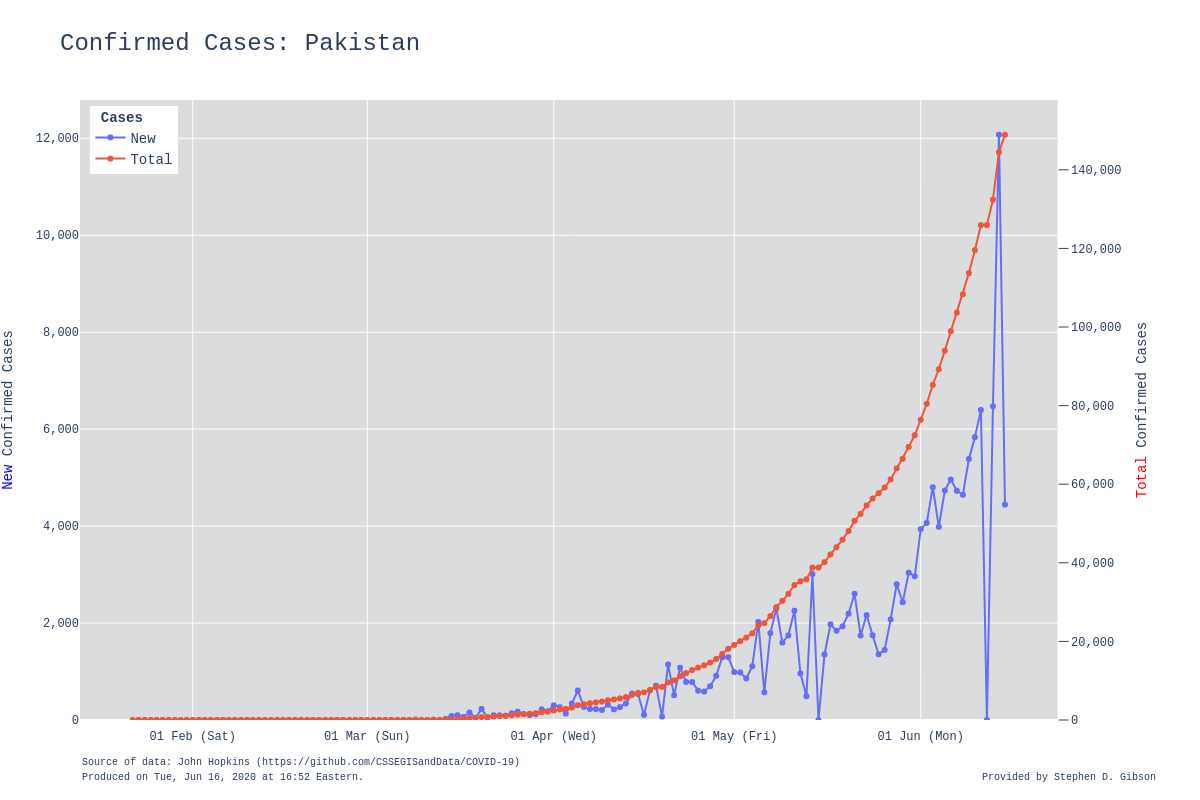 Confirmed Cases: Pakistan
Cases
New
Total
12,000
10,000
8,000
6,000
4,000
2,000
0
New Confirmed Cases
140,000
120,000
100,000
80,000
60,000
40,000
20,000
0
Total Confirmed Cases
01 Feb (Sat)
01 Mar (Sun)
01 Apr (Wed)
01 May (Fri)
01 Jun (Mon)
Source of data: John Hopkins (https://github.com/CSSEGISandData/COVID-19)
Produced on Tue, Jun 16, 2020 at 16:52 Eastern.
Provided by Stephen D. Gibson